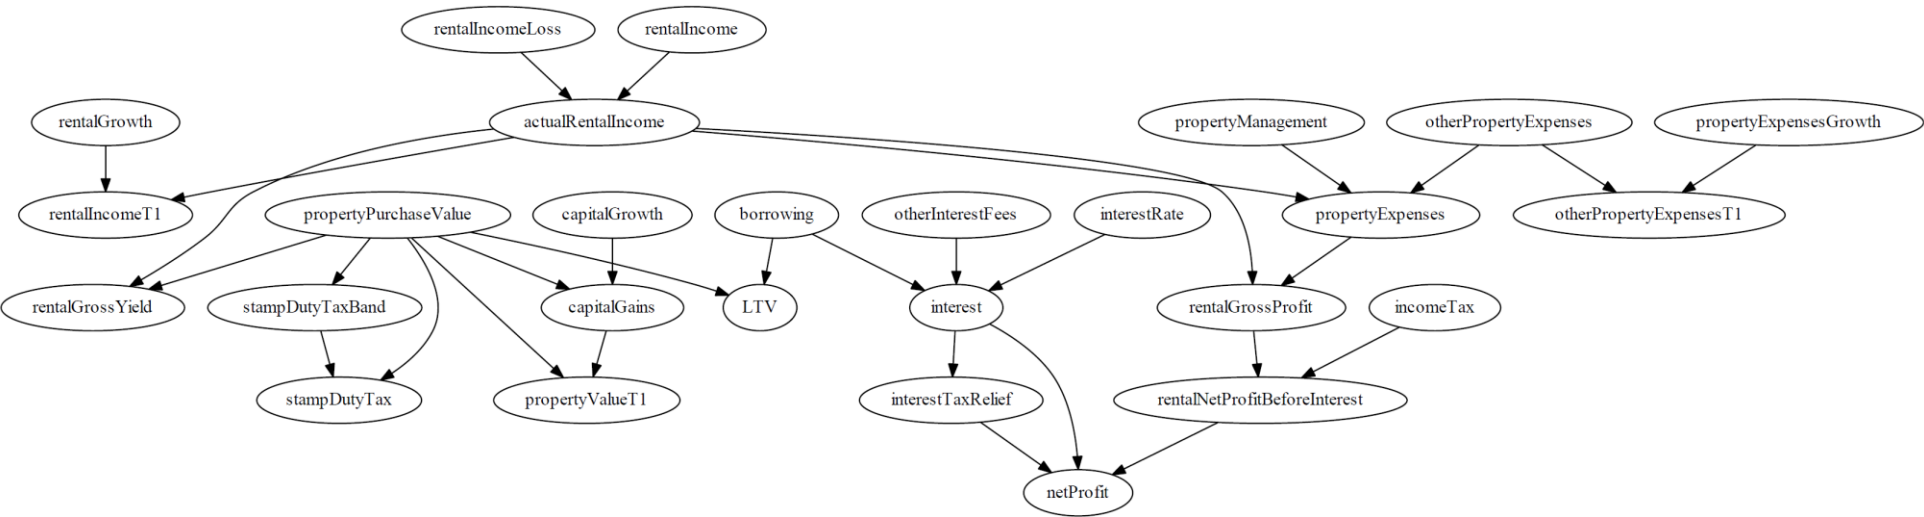 rentalIncomeLoss
rentalIncome
rentalGrowth
actualRentalIncome
propertyManagement
otherPropertyExpenses
propertyExpensesGrowth
rentalIncomeT1
propertyPurchaseValue
capitalGrowth
borrowing
otherInterestFees
interestRate
propertyExpenses
otherPropertyExpensesT1
rentalGrossYield
stampDutyTaxBand
capitalGains
LTV
interest
rentalGrossProfit
incomeTax
stampDutyTax
propertyValueT1
interestTaxRelief
rentalNetProfitBeforeInterest
netProfit